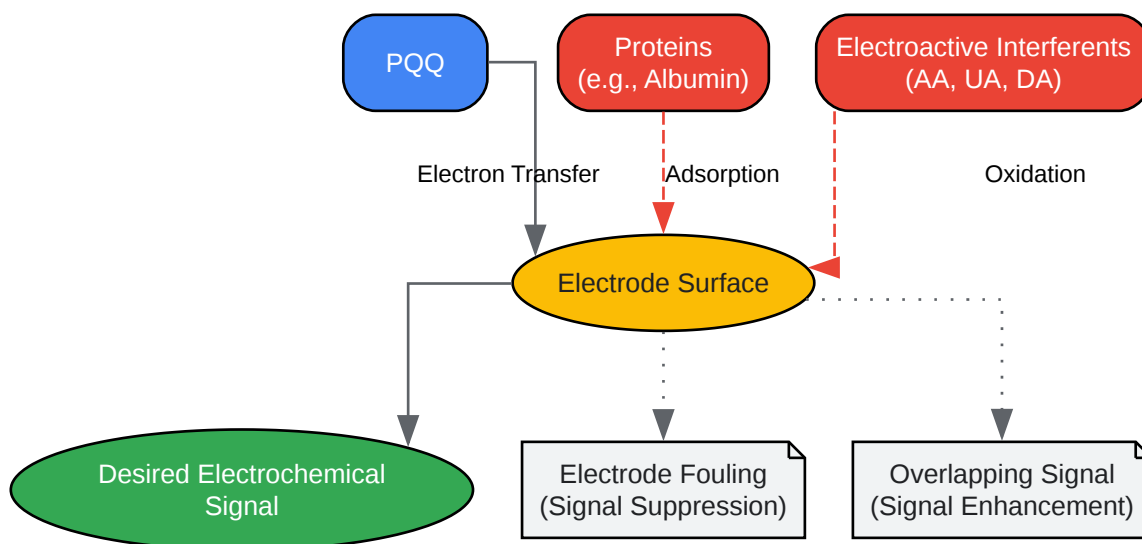 PQQ
Proteins
(e.g., Albumin)
Electroactive Interferents
(AA, UA, DA)
Electron Transfer
Adsorption
Oxidation
Electrode Surface
Desired Electrochemical
Signal
Electrode Fouling
(Signal Suppression)
Overlapping Signal
(Signal Enhancement)